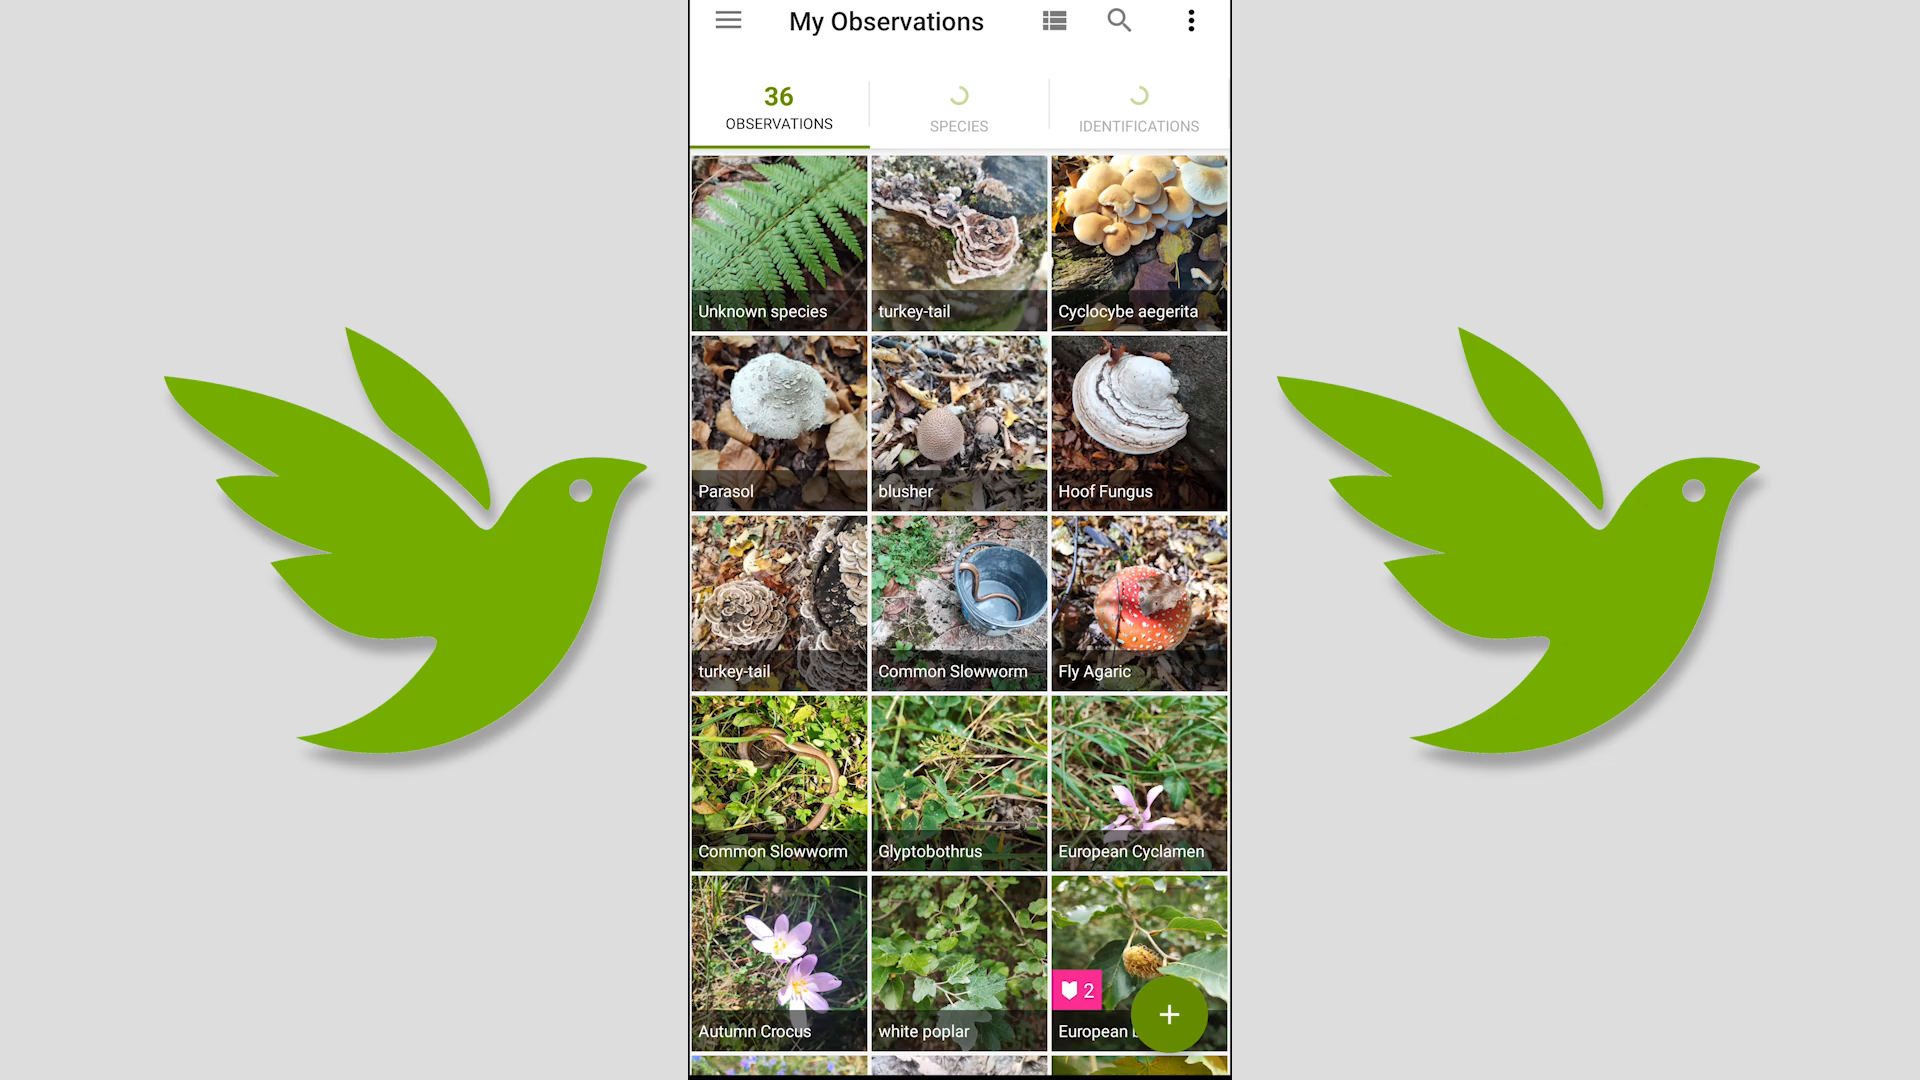 My Observations
36
OBSERVATIONS
SPECIES
IDENTIFICATIONS
Unknown species
turkey-tail
Cyclocybe aegerita
Parasol
blusher
Hoof Fungus
turkey-tail
Common Slowworm
Fly Agaric
Common Slowworm
Glyptobothrus
European Cyclamen
2
Autumn Crocus
white poplar
European
+